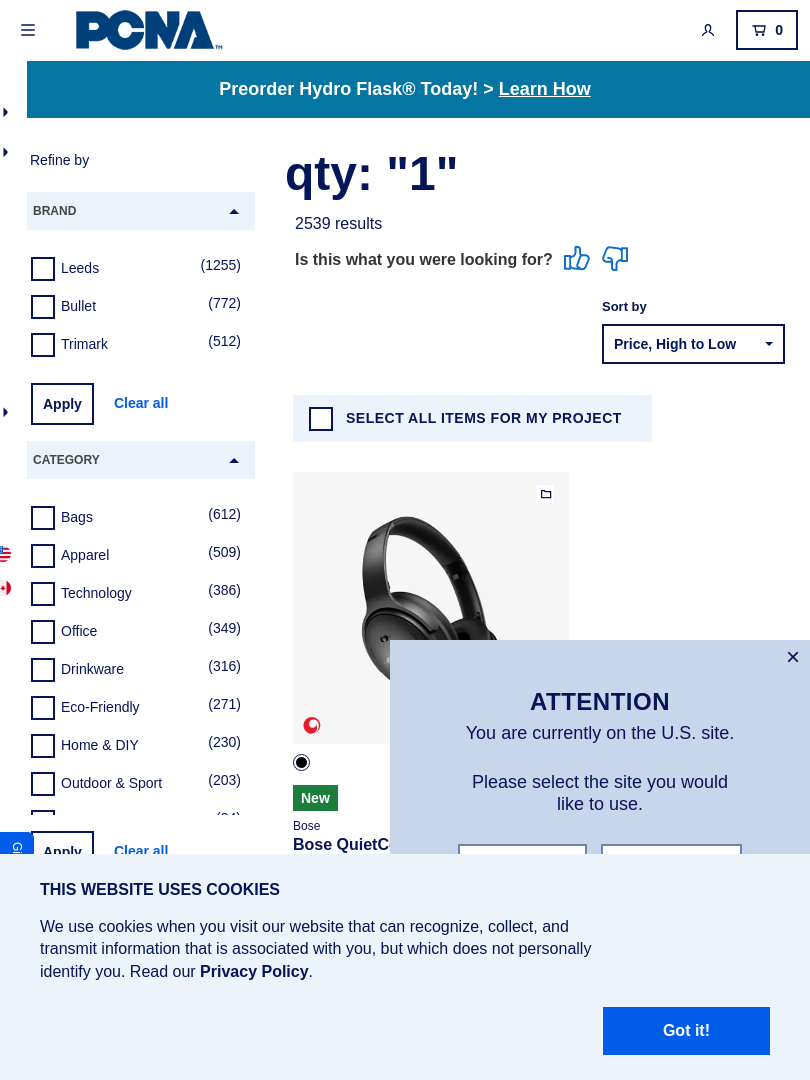 PCNA TM
0
Preorder Hydro Flask® Today! > Learn How
Refine by
BRAND
Leeds (1255)
Bullet (772)
Trimark (512)
Apply Clear all
CATEGORY
Bags (612)
Apparel (509)
Technology (386)
Office (349)
Drinkware (316)
Eco-Friendly (271)
Home & DIY (230)
Outdoor & Sport (203)
Apply Clear all
qty: "1"
2539 results
Is this what you were looking for?
Sort by
Price, High to Low
SELECT ALL ITEMS FOR MY PROJECT
New
Bose
Bose QuietC
ATTENTION
You are currently on the U.S. site.
Please select the site you would
like to use.
THIS WEBSITE USES COOKIES
We use cookies when you visit our website that can recognize, collect, and
transmit information that is associated with you, but which does not personally
identify you. Read our Privacy Policy.
Got it!